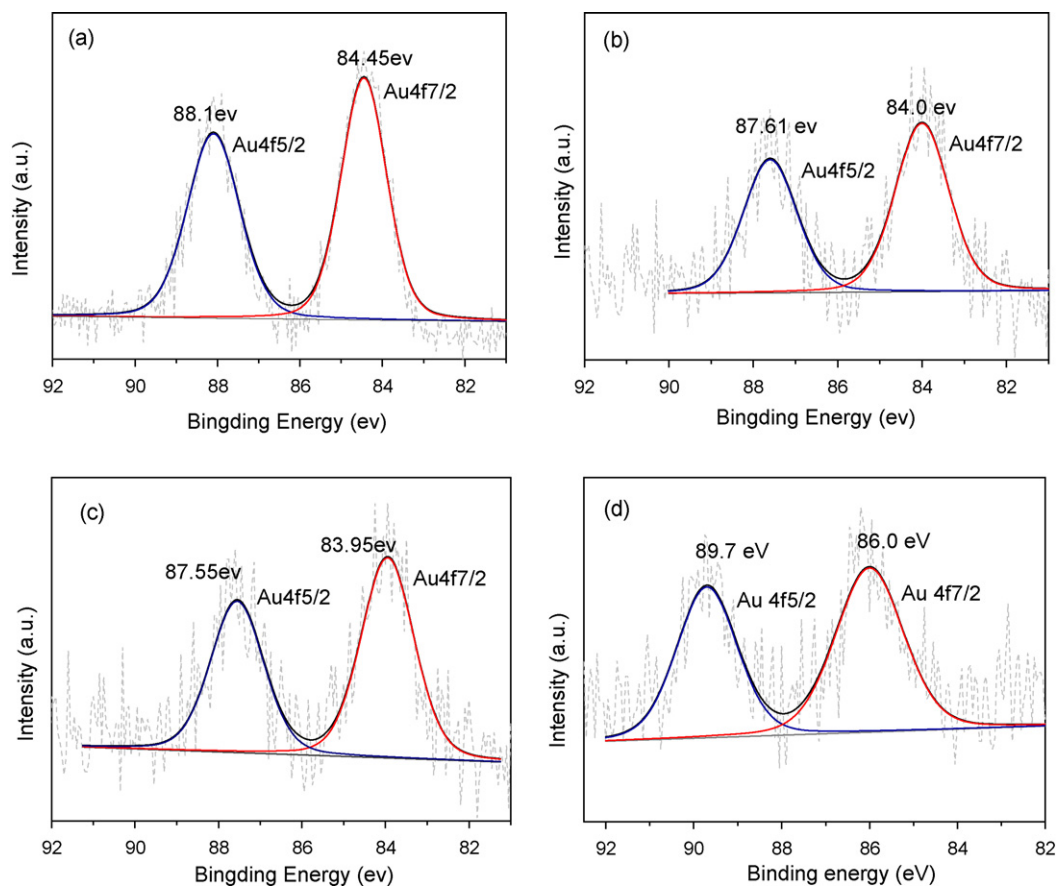 (a)
84.45ev
Au4f7/2
88.1ev
Au4f5/2
Intensity (a.u.)
92 90 88 86 84 82
Bingding Energy (ev)
(b)
84.0 ev
87.61 ev
Au4f7/2
Au4f5/2
Intensity (a.u.)
90 88 86 84 82
Bingding Energy (ev)
(c)
83.95ev
87.55ev
Au4f7/2
Au4f5/2
Intensity (a.u.)
92 90 88 86 84 82
Bingding Energy (ev)
(d)
86.0 eV
89.7 eV
Au 4f5/2
Au 4f7/2
Intensity (a.u.)
92 90 88 86 84 82
Binding energy (eV)